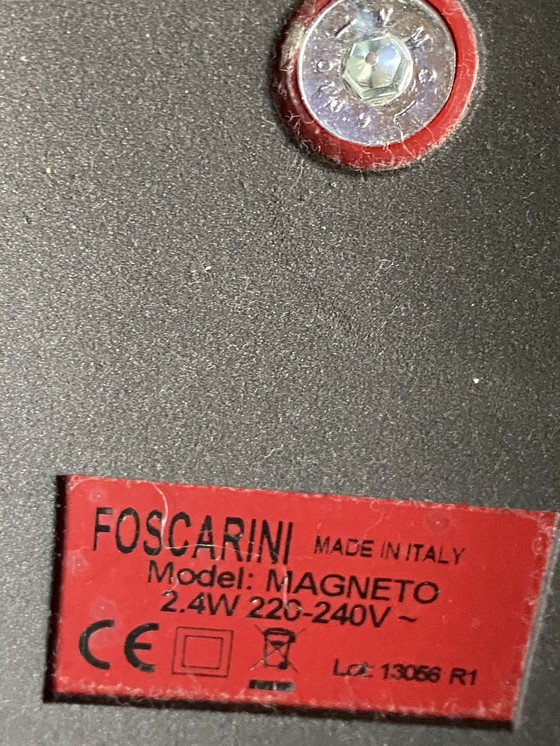 FOSCARINI MADE IN ITALY
Model: MAGNETO
2.4W 220-240V ~
CE
Lot: 13056 R1